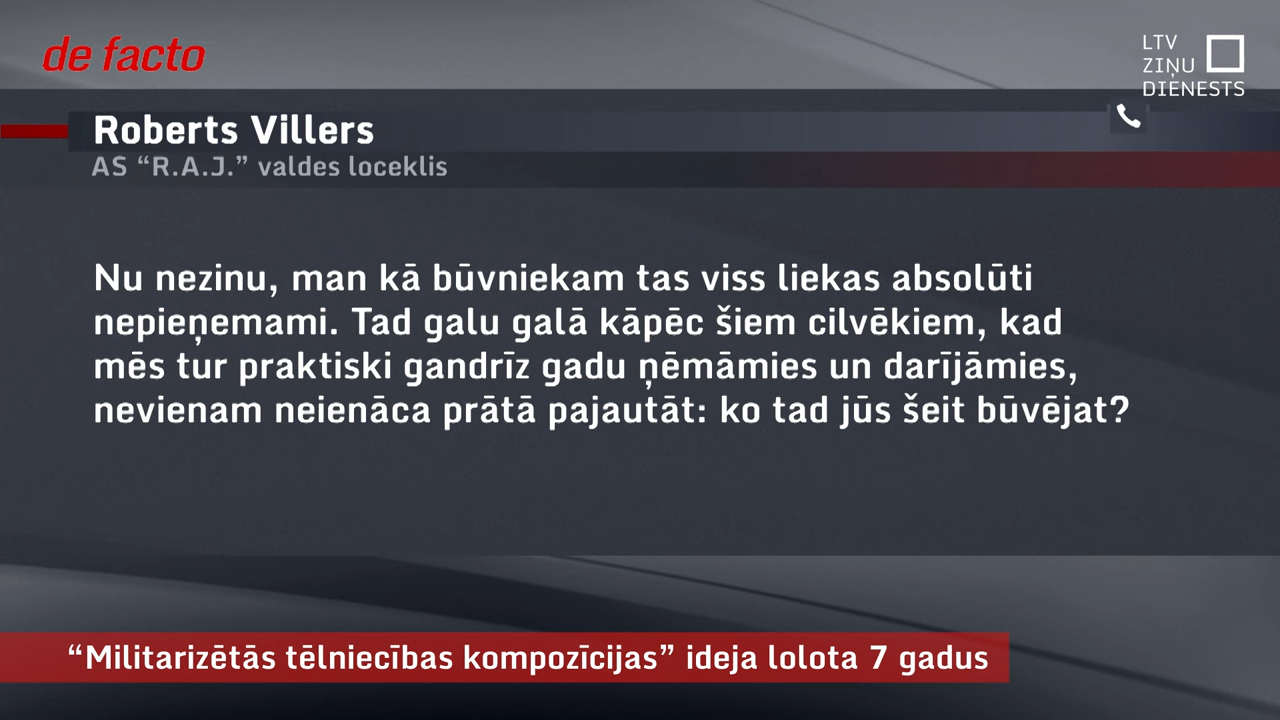 de facto
LTV
ZIŅU
DIENESTS
Roberts Villers
AS “R.A.J.” valdes loceklis
Nu nezinu, man kā būvniekam tas viss liekas absolūti
nepieņemami. Tad galu galā kāpēc šiem cilvēkiem, kad
mēs tur praktiski gandrīz gadu ņēmāmies un darījāmies,
nevienam neienāca prātā pajautāt: ko tad jūs šeit būvējat?
“Militarizētās tēlniecības kompozīcijas” ideja lolota 7 gadus